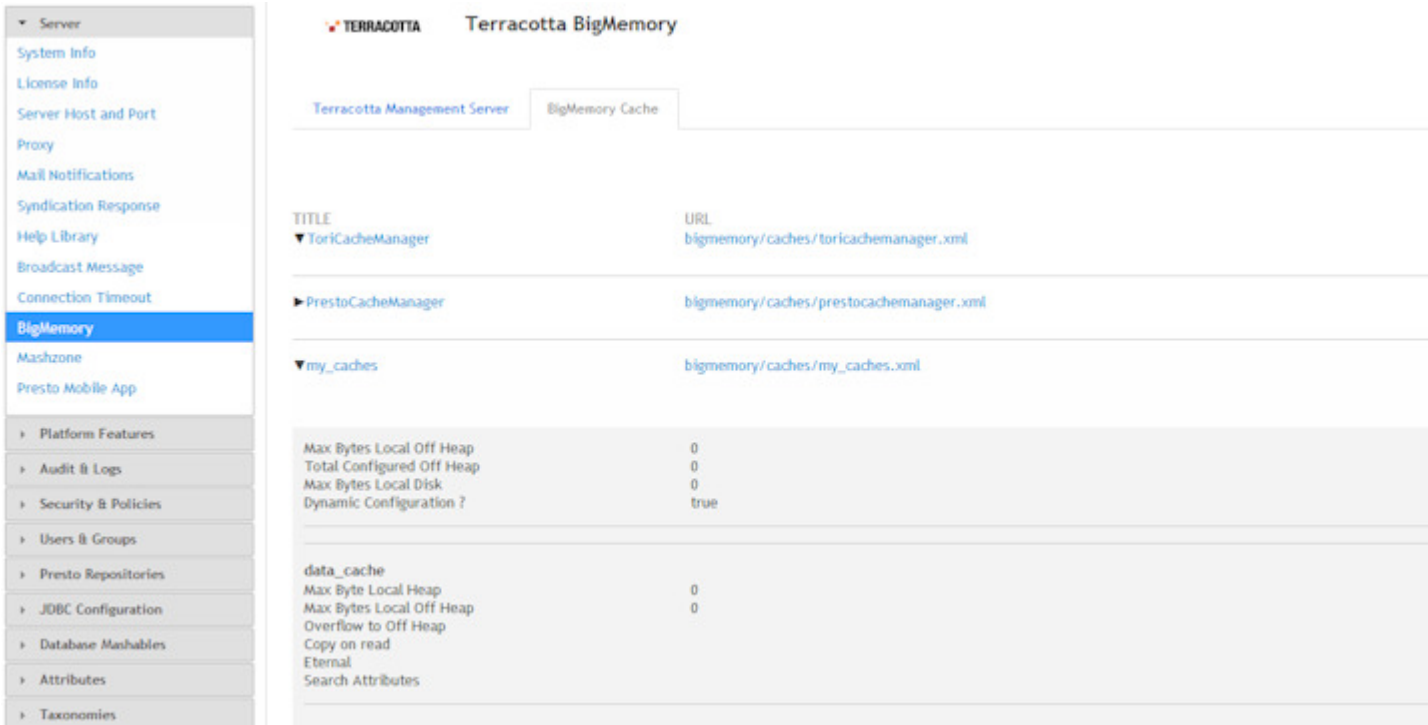 Server
System Info
License Info
Server Host and Port
Proxy
Mail Notifications
Syndication Response
Help Library
Broadcast Message
Connection Timeout
BigMemory
Mashzone
Presto Mobile App
Platform Features
Audit & Logs
Security & Policies
Users & Groups
Presto Repositories
JDBC Configuration
Database Mashables
Attributes
Taxonomies
TERRACOTTA Terracotta BigMemory
Terracotta Management Server BigMemory Cache
TITLE URL
ToriCacheManager bigmemory/caches/toricachemanager.xml
PrestoCacheManager bigmemory/caches/prestocachemanager.xml
my_caches bigmemory/caches/my_caches.xml
Max Bytes Local Off Heap 0
Total Configured Off Heap 0
Max Bytes Local Disk 0
Dynamic Configuration ? true
data_cache
Max Byte Local Heap 0
Max Bytes Local Off Heap 0
Overflow to Off Heap
Copy on read
Eternal
Search Attributes